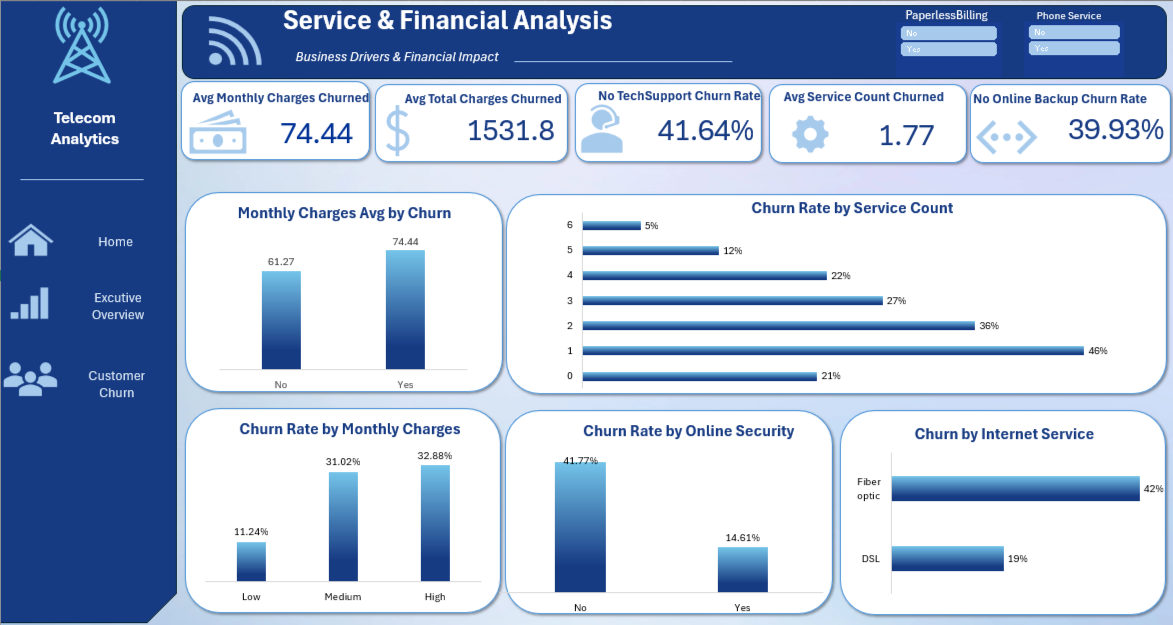 Service & Financial Analysis
Business Drivers & Financial Impact
PaperlessBilling
No
Yes
Phone Service
No
Yes
Telecom
Analytics
Home
Excutive
Overview
Customer
Churn
Avg Monthly Charges Churned
74.44
Avg Total Charges Churned
1531.8
No TechSupport Churn Rate
41.64%
Avg Service Count Churned
1.77
No Online Backup Churn Rate
39.93%
Monthly Charges Avg by Churn
61.27
74.44
No
Yes
Churn Rate by Service Count
6 5%
5 12%
4 22%
3 27%
2 36%
1 46%
0 21%
Churn Rate by Monthly Charges
11.24%
31.02%
32.88%
Low
Medium
High
Churn Rate by Online Security
41.77%
14.61%
No
Yes
Churn by Internet Service
Fiber
optic
42%
DSL 19%